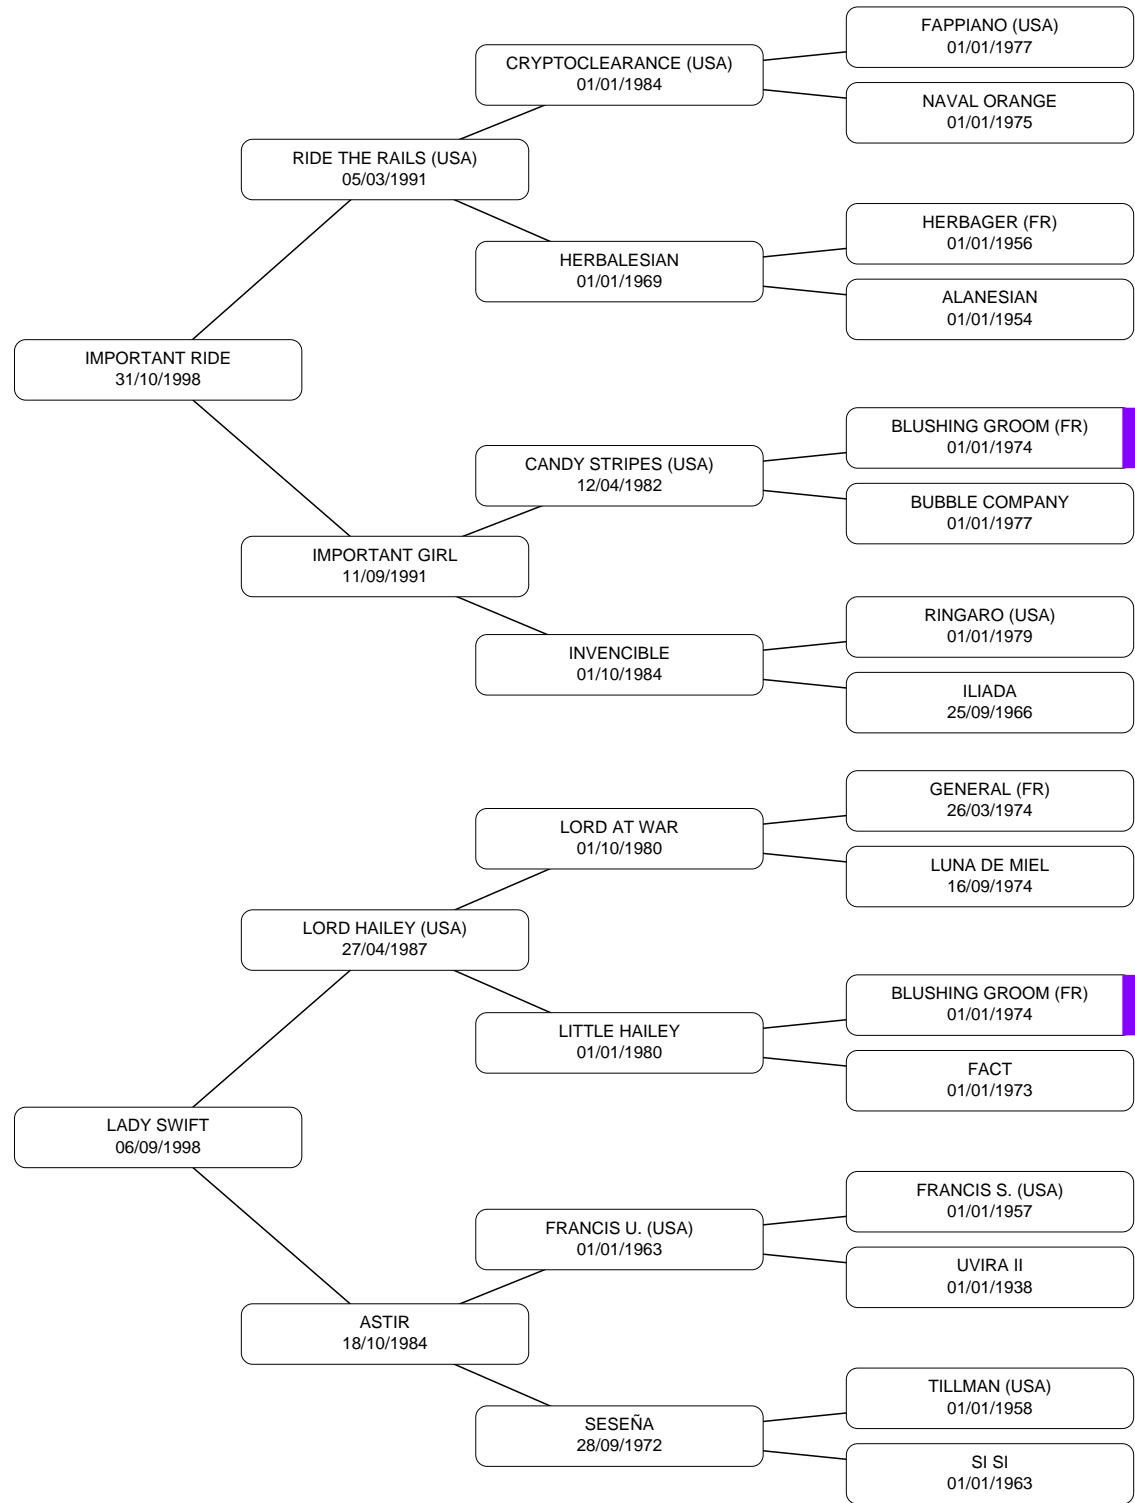 FAPPIANO (USA)
01/01/1977
CRYPTOCLEARANCE (USA)
01/01/1984
NAVAL ORANGE
01/01/1975
RIDE THE RAILS (USA)
05/03/1991
HERBAGER (FR)
01/01/1956
HERBALESIAN
01/01/1969
ALANESIAN
01/01/1954
IMPORTANT RIDE
31/10/1998
BLUSHING GROOM (FR)
01/01/1974
CANDY STRIPES (USA)
12/04/1982
BUBBLE COMPANY
01/01/1977
IMPORTANT GIRL
11/09/1991
RINGARO (USA)
01/01/1979
INVENCIBLE
01/10/1984
ILIADA
25/09/1966
GENERAL (FR)
26/03/1974
LORD AT WAR
01/10/1980
LUNA DE MIEL
16/09/1974
LORD HAILEY (USA)
27/04/1987
BLUSHING GROOM (FR)
01/01/1974
LITTLE HAILEY
01/01/1980
FACT
01/01/1973
LADY SWIFT
06/09/1998
FRANCIS S. (USA)
01/01/1957
FRANCIS U. (USA)
01/01/1963
UVIRA II
01/01/1938
ASTIR
18/10/1984
TILLMAN (USA)
01/01/1958
SESEÑA
28/09/1972
SI SI
01/01/1963